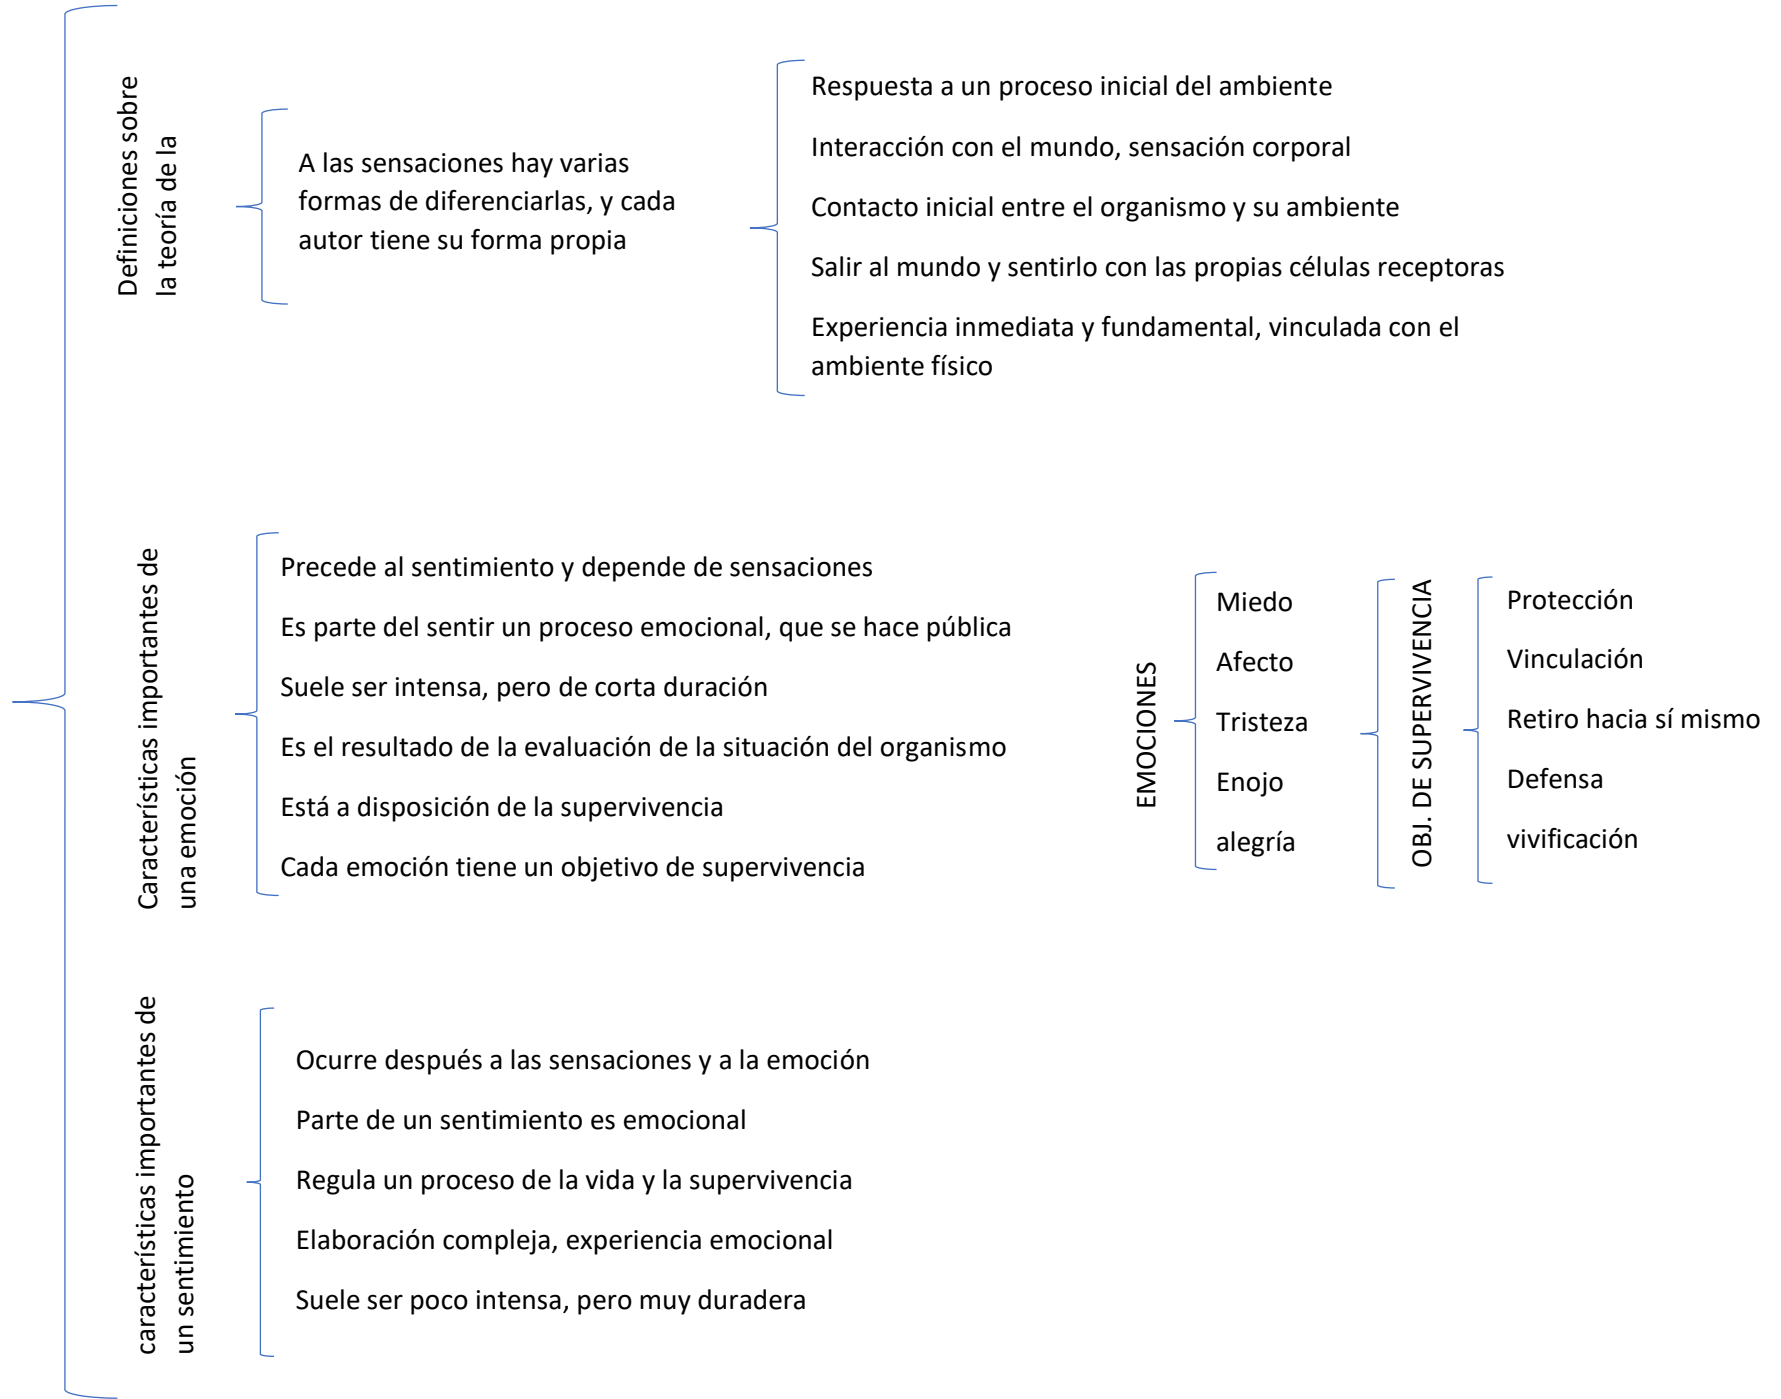 Definiciones sobre
la teoría de la
A las sensaciones hay varias
formas de diferenciarlas, y cada
autor tiene su forma propia
Respuesta a un proceso inicial del ambiente
Interacción con el mundo, sensación corporal
Contacto inicial entre el organismo y su ambiente
Salir al mundo y sentirlo con las propias células receptoras
Experiencia inmediata y fundamental, vinculada con el
ambiente físico
Características importantes de
una emoción
Precede al sentimiento y depende de sensaciones
Es parte del sentir un proceso emocional, que se hace pública
Suele ser intensa, pero de corta duración
Es el resultado de la evaluación de la situación del organismo
Está a disposición de la supervivencia
Cada emoción tiene un objetivo de supervivencia
EMOCIONES
Miedo
Afecto
Tristeza
Enojo
alegría
OBJ. DE SUPERVIVENCIA
Protección
Vinculación
Retiro hacia sí mismo
Defensa
vivificación
características importantes de
un sentimiento
Ocurre después a las sensaciones y a la emoción
Parte de un sentimiento es emocional
Regula un proceso de la vida y la supervivencia
Elaboración compleja, experiencia emocional
Suele ser poco intensa, pero muy duradera